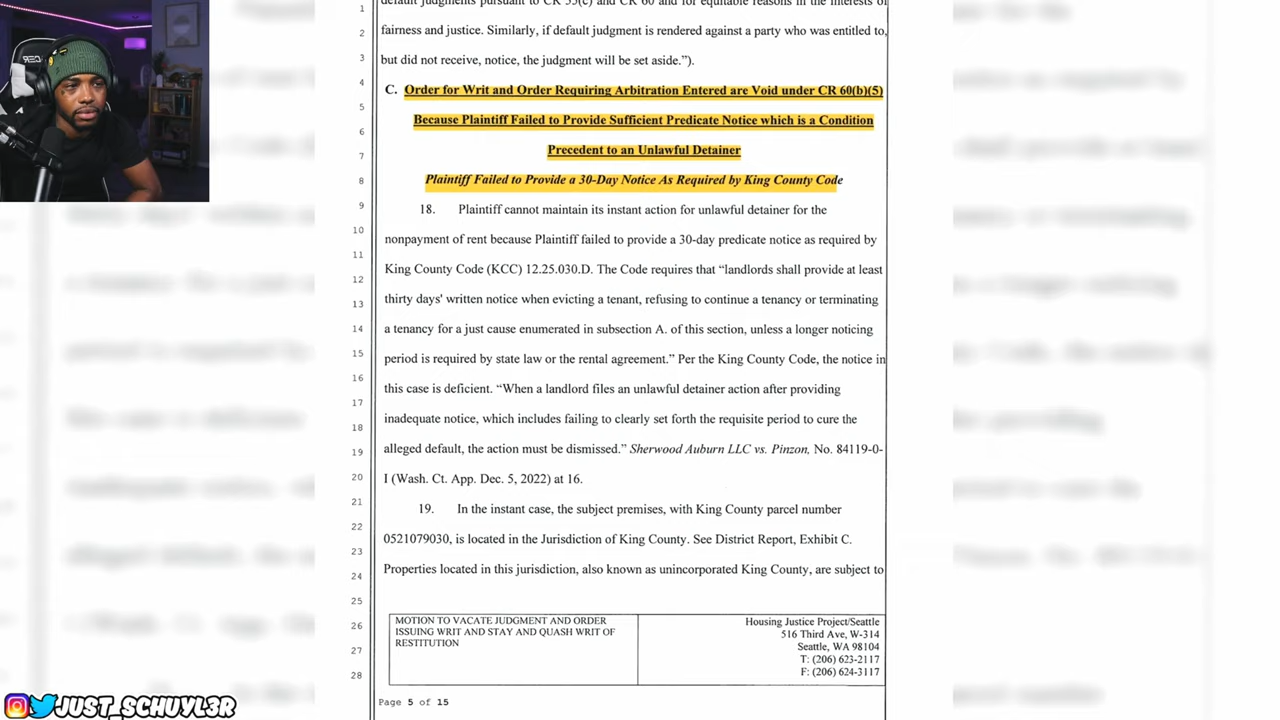 default judgments pursuant to CR 55(c) and CR 60 and for equitable reasons in the interests of
fairness and justice. Similarly, if default judgment is rendered against a party who was entitled to,
but did not receive, notice, the judgment will be set aside.”).
C. Order for Writ and Order Requiring Arbitration Entered are Void under CR 60(b)(5)
Because Plaintiff Failed to Provide Sufficient Predicate Notice which is a Condition
Precedent to an Unlawful Detainer
Plaintiff Failed to Provide a 30-Day Notice As Required by King County Code
18. Plaintiff cannot maintain its instant action for unlawful detainer for the
nonpayment of rent because Plaintiff failed to provide a 30-day predicate notice as required by
King County Code (KCC) 12.25.030.D. The Code requires that “landlords shall provide at least
thirty days' written notice when evicting a tenant, refusing to continue a tenancy or terminating
a tenancy for a just cause enumerated in subsection A. of this section, unless a longer noticing
period is required by state law or the rental agreement.” Per the King County Code, the notice in
this case is deficient. “When a landlord files an unlawful detainer action after providing
inadequate notice, which includes failing to clearly set forth the requisite period to cure the
alleged default, the action must be dismissed.” Sherwood Auburn LLC vs. Pinzon, No. 84119-0-
I (Wash. Ct. App. Dec. 5, 2022) at 16.
19. In the instant case, the subject premises, with King County parcel number
0521079030, is located in the Jurisdiction of King County. See District Report, Exhibit C.
Properties located in this jurisdiction, also known as unincorporated King County, are subject to
1
2
3
4
5
6
7
8
9
10
11
12
13
14
15
16
17
18
19
20
21
22
23
24
25
26
27
28
MOTION TO VACATE JUDGMENT AND ORDER
ISSUING WRIT AND STAY AND QUASH WRIT OF
RESTITUTION
Housing Justice Project/Seattle
516 Third Ave, W-314
Seattle, WA 98104
T: (206) 623-2117
F: (206) 624-3117
Page 5 of 15
JUST_SCHUYL3R